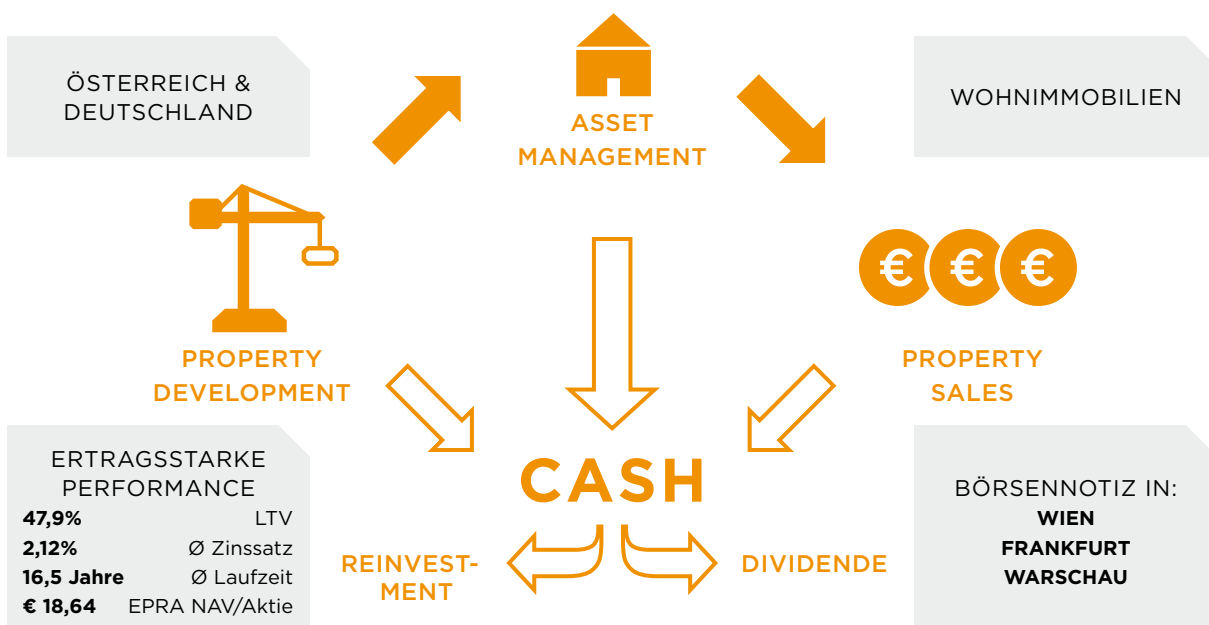 ÖSTERREICH &
DEUTSCHLAND
ASSET
MANAGEMENT
WOHNIMMOBILIEN
€ € €
PROPERTY
DEVELOPMENT
PROPERTY
SALES
ERTRAGSSTARKE
PERFORMANCE
47,9% LTV
2,12% Ø Zinssatz
16,5 Jahre Ø Laufzeit
€ 18,64 EPRA NAV/Aktie
CASH
REINVEST-
MENT
DIVIDENDE
BÖRSENNOTIZ IN:
WIEN
FRANKFURT
WARSCHAU